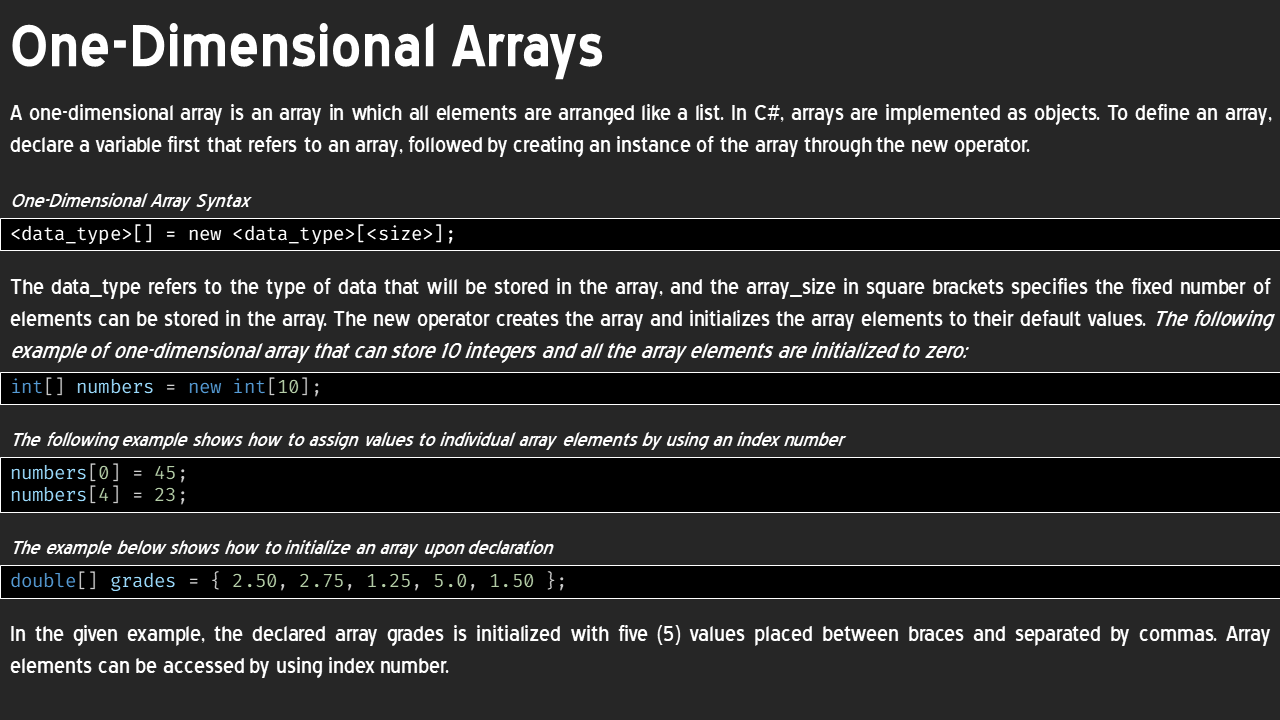 One-Dimensional Arrays
A one-dimensional array is an array in which all elements are arranged like a list. In C#, arrays are implemented as objects. To define an array,
declare a variable first that refers to an array, followed by creating an instance of the array through the new operator.
One-Dimensional Array Syntax
<data_type>[] = new <data_type>[<size>];
The data_type refers to the type of data that will be stored in the array, and the array_size in square brackets specifies the fixed number of
elements can be stored in the array. The new operator creates the array and initializes the array elements to their default values. The following
example of one-dimensional array that can store 10 integers and all the array elements are initialized to zero:
int[] numbers = new int[10];
The following example shows how to assign values to individual array elements by using an index number
numbers[0] = 45;
numbers[4] = 23;
The example below shows how to initialize an array upon declaration
double[] grades = { 2.50, 2.75, 1.25, 5.0, 1.50 };
In the given example, the declared array grades is initialized with five (5) values placed between braces and separated by commas. Array
elements can be accessed by using index number.